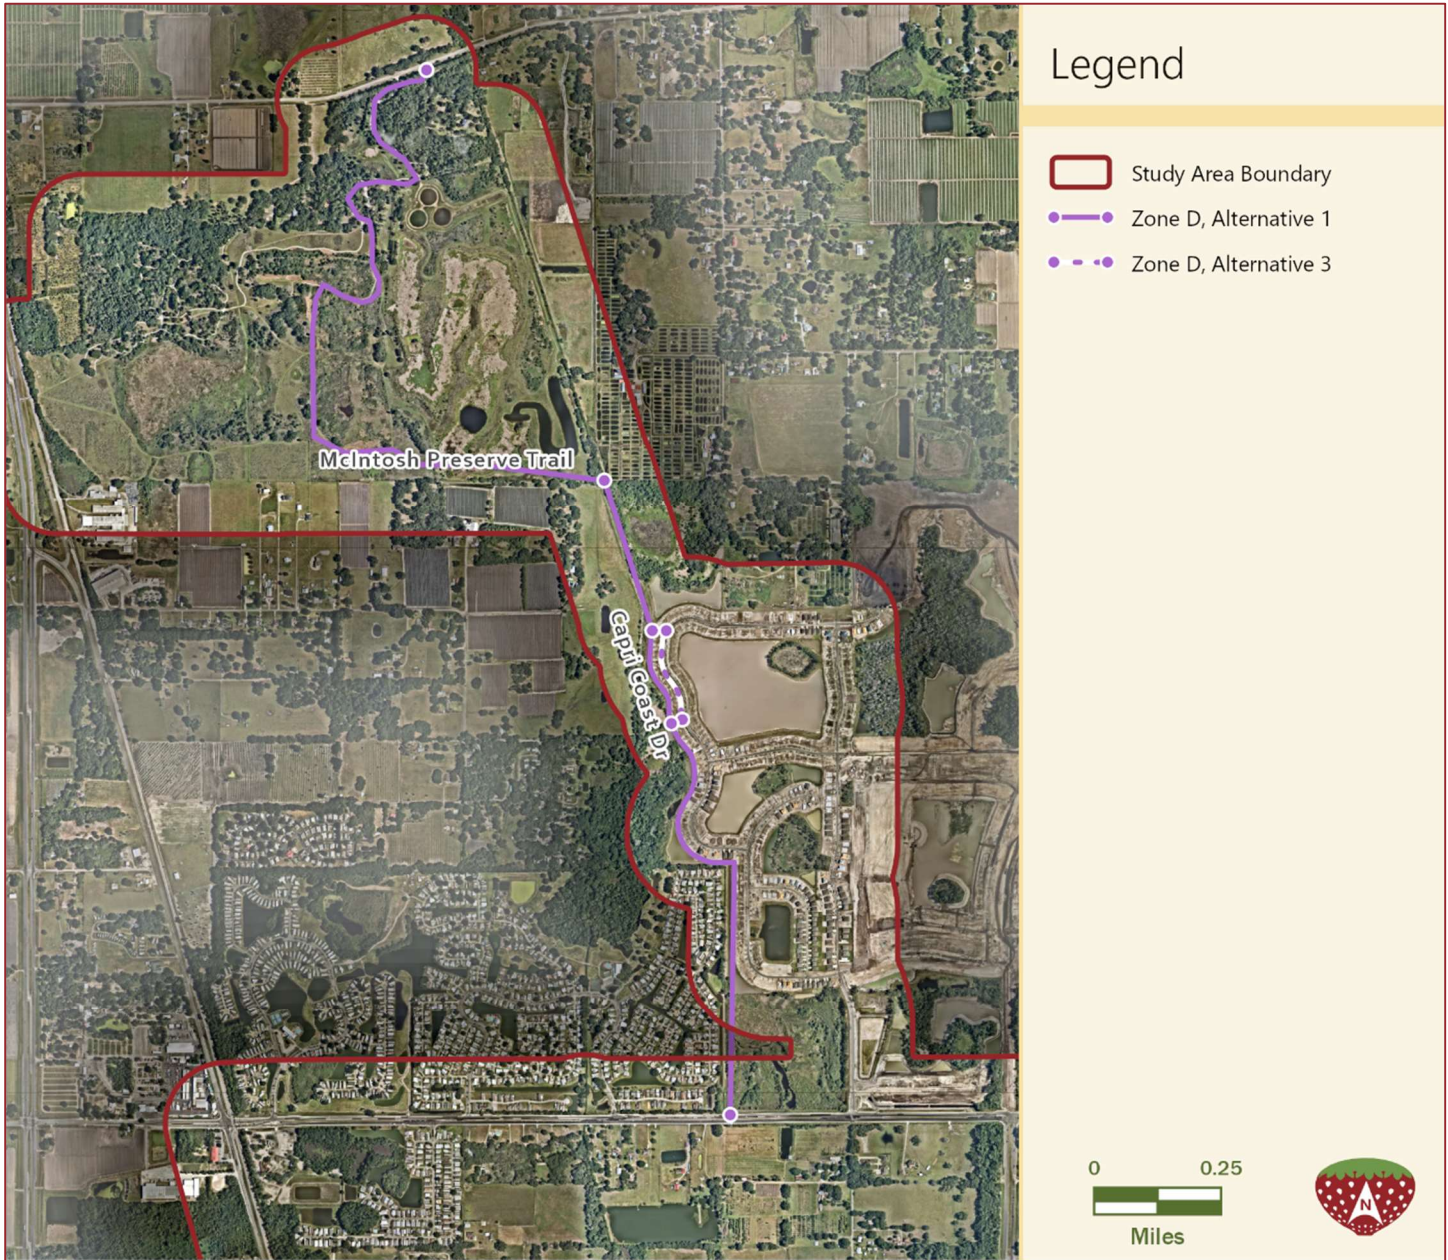 Legend
Study Area Boundary
Zone D, Alternative 1
Zone D, Alternative 3
McIntosh Preserve Trail
Capri Coast Dr
0 0.25
Miles
N